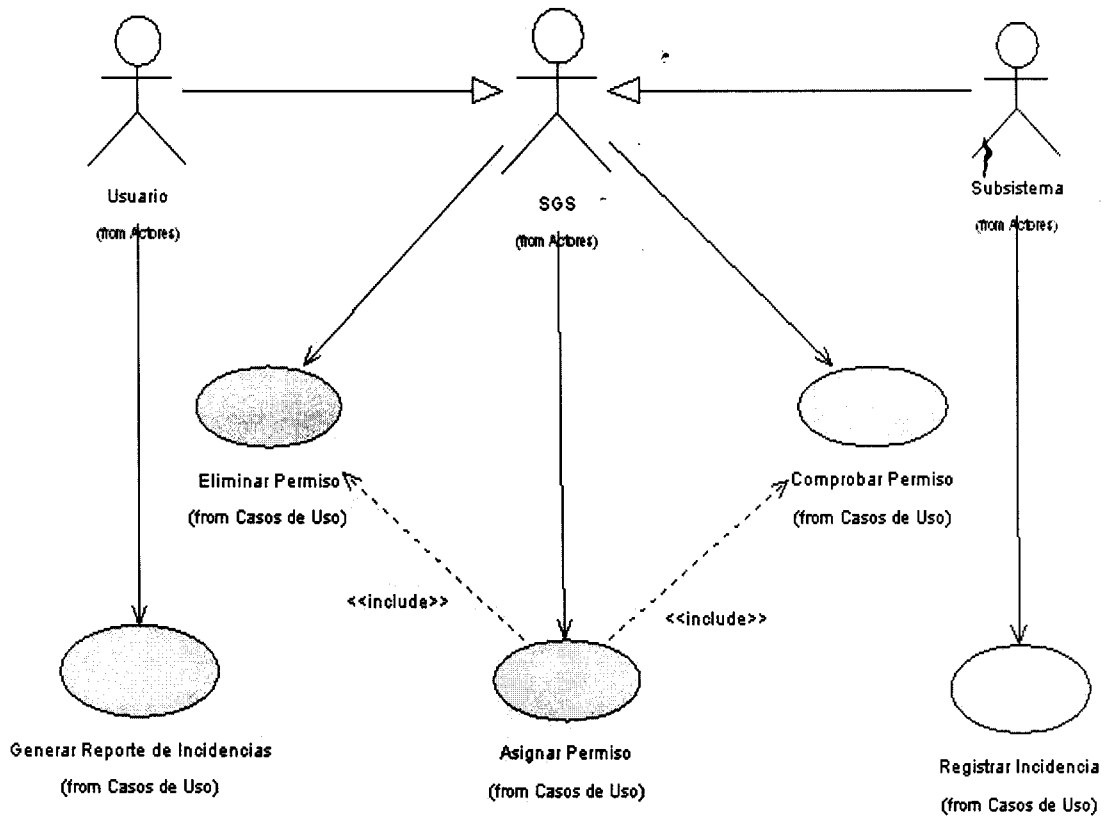 Usuario
(from Actores)
SGS
(from Actores)
Subsistema
(from Actores)
Eliminar Permiso
(from Casos de Uso)
Comprobar Permiso
(from Casos de Uso)
<<include>>
<<include>>
Generar Reporte de Incidencias
(from Casos de Uso)
Asignar Permiso
(from Casos de Uso)
Registrar Incidencia
(from Casos de Uso)